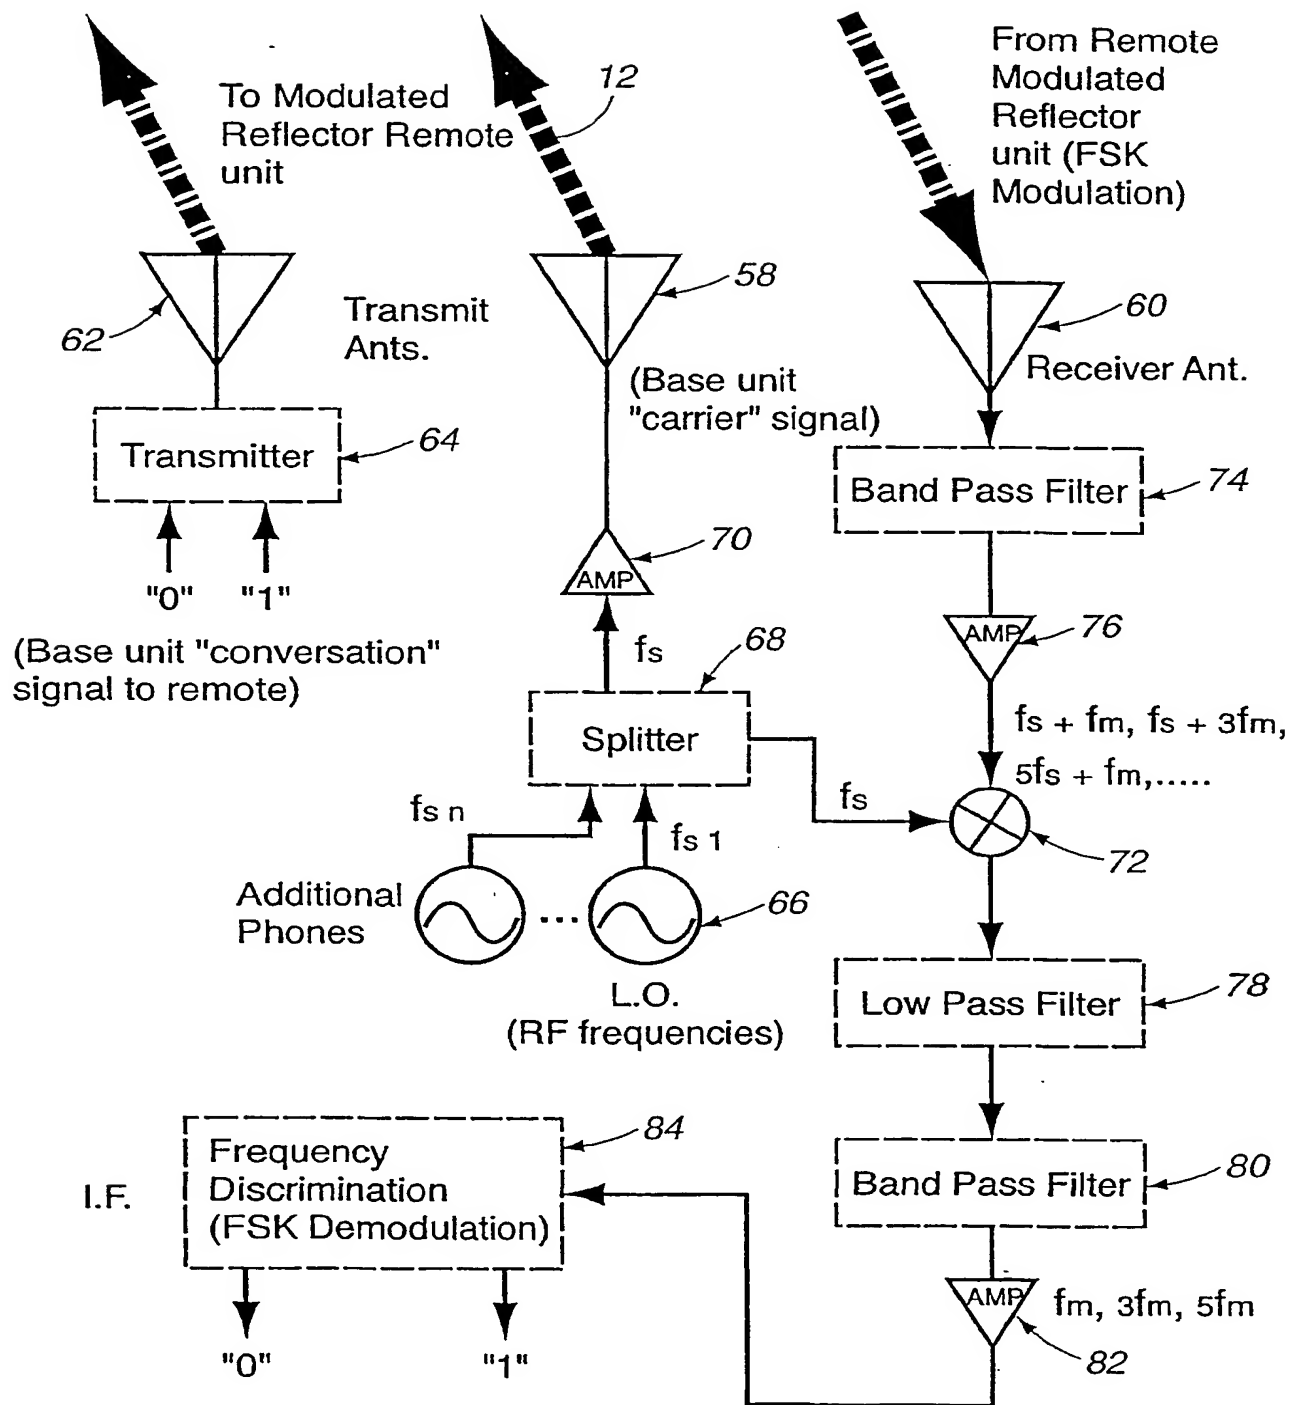 To Modulated
Reflector Remote
unit
12
From Remote
Modulated
Reflector
unit (FSK
Modulation)
62
Transmit
Ants.
58
60
Receiver Ant.
(Base unit
"carrier" signal)
Transmitter
64
Band Pass Filter
74
"0" "1"
(Base unit "conversation"
signal to remote)
70
AMP
fs
68
Splitter
AMP
76
fs + fm, fs + 3fm,
5fs + fm,.....
fs n
fs 1
fs
72
Additional
Phones
...
66
L.O.
(RF frequencies)
Low Pass Filter
78
I.F.
Frequency
Discrimination
(FSK Demodulation)
84
Band Pass Filter
80
AMP
fm, 3fm, 5fm
82
"0" "1"